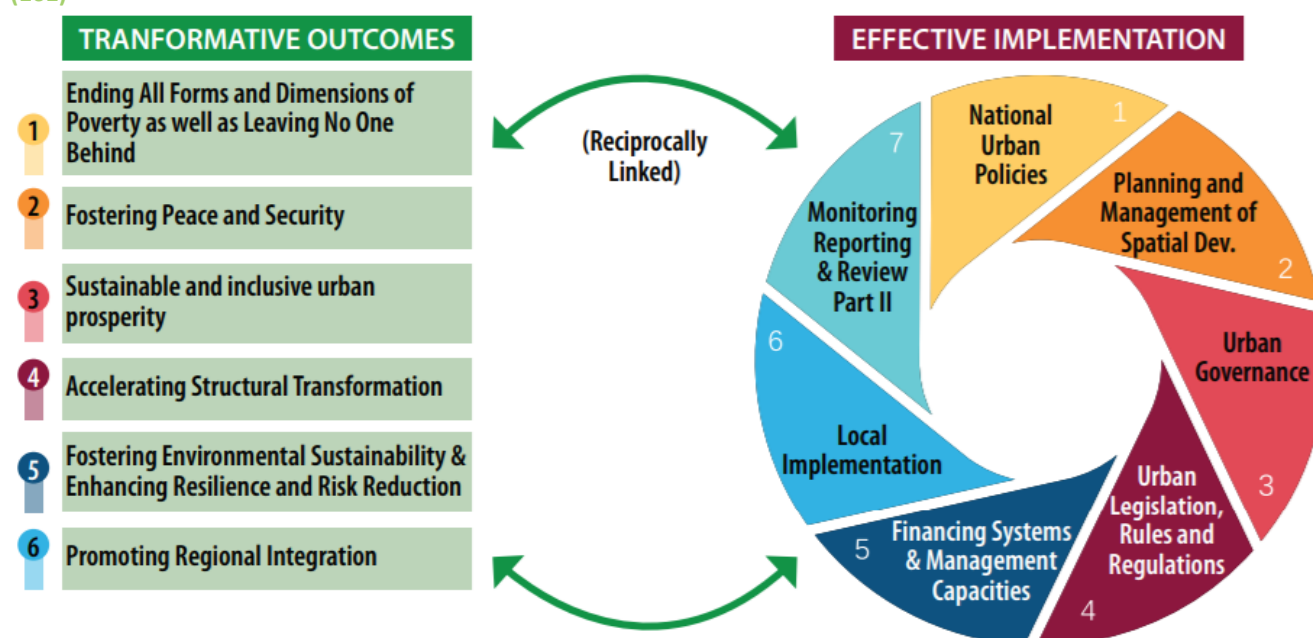 TRANFORMATIVE OUTCOMES
1
Ending All Forms and Dimensions of
Poverty as well as Leaving No One
Behind
2
Fostering Peace and Security
3
Sustainable and inclusive urban
prosperity
4
Accelerating Structural Transformation
5
Fostering Environmental Sustainability &
Enhancing Resilience and Risk Reduction
6
Promoting Regional Integration
(Reciprocally
Linked)
EFFECTIVE IMPLEMENTATION
1
National
Urban
Policies
2
Planning and
Management of
Spatial Dev.
3
Urban
Governance
4
Urban
Legislation,
Rules and
Regulations
5
Financing Systems
& Management
Capacities
6
Local
Implementation
7
Monitoring
Reporting
& Review
Part II